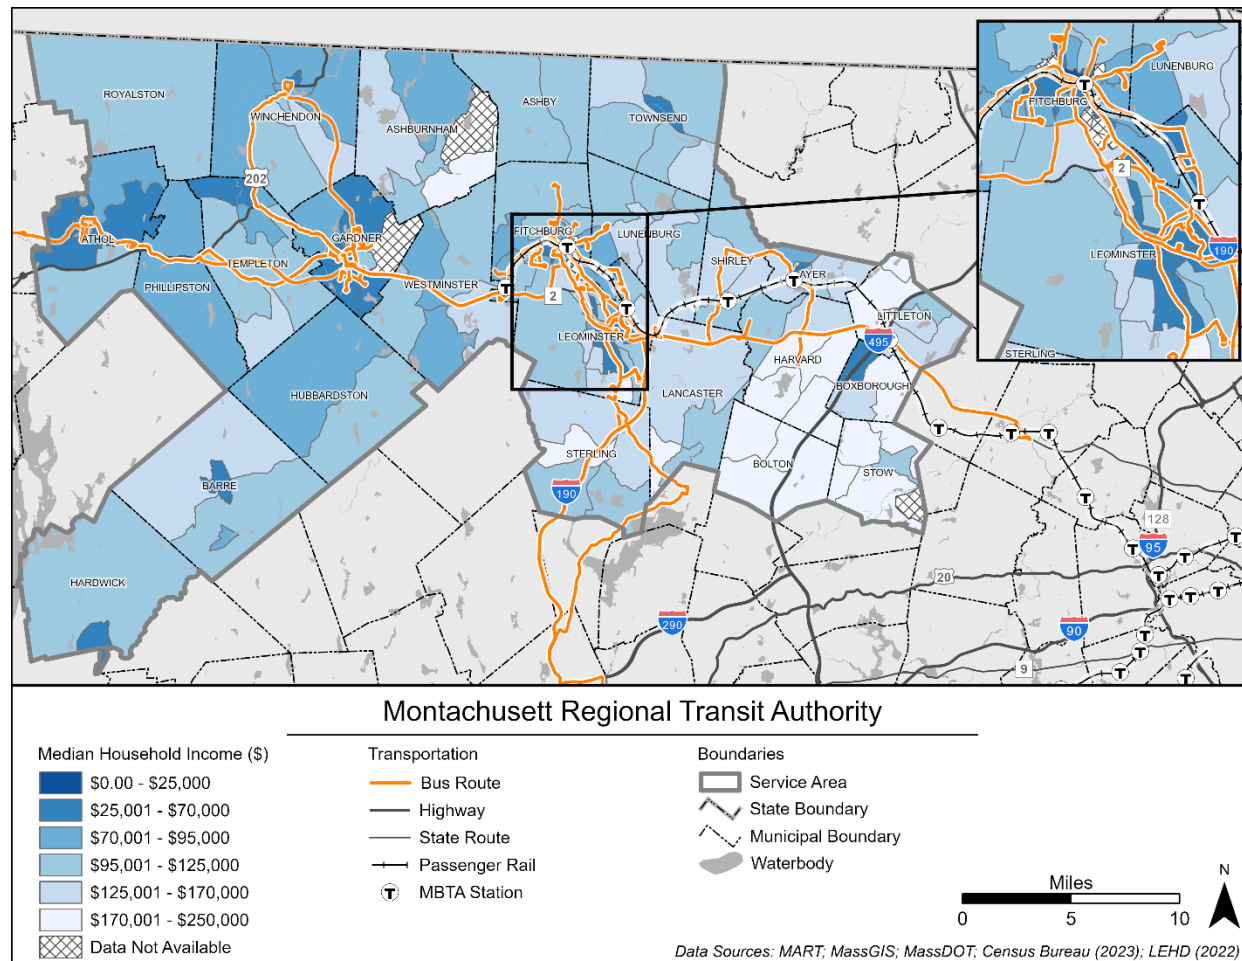 ROYALSTON
WINCHENDON
ASHBURNHAM
ASHBY
TOWNSEND
202
ATHOL
PHILLIPSTON
TEMPLETON
GARDNER
WESTMINSTER
FITCHBURG
T
LUNENBURG
T
2
T
LEOMINSTER
SHIRLEY
T
AYER
T
LITTLETON
495
HARVARD
BOXBOROUGH
LANCASTER
HUBBARDSTON
BARRE
STERLING
190
BOLTON
STOW
HARDWICK
T
T
T
T
128
T
95
T
T
T
T
T
T
20
290
90
T
T
T
T
9
LUNENBURG
T
FITCHBURG
2
T
190
LEOMINSTER
STERLING
Montachusett Regional Transit Authority
Median Household Income ($)
$0.00 - $25,000
$25,001 - $70,000
$70,001 - $95,000
$95,001 - $125,000
$125,001 - $170,000
$170,001 - $250,000
Data Not Available
Transportation
Bus Route
Highway
State Route
Passenger Rail
T MBTA Station
Boundaries
Service Area
State Boundary
Municipal Boundary
Waterbody
Miles
0 5 10
N
Data Sources: MART; MassGIS; MassDOT; Census Bureau (2023); LEHD (2022)